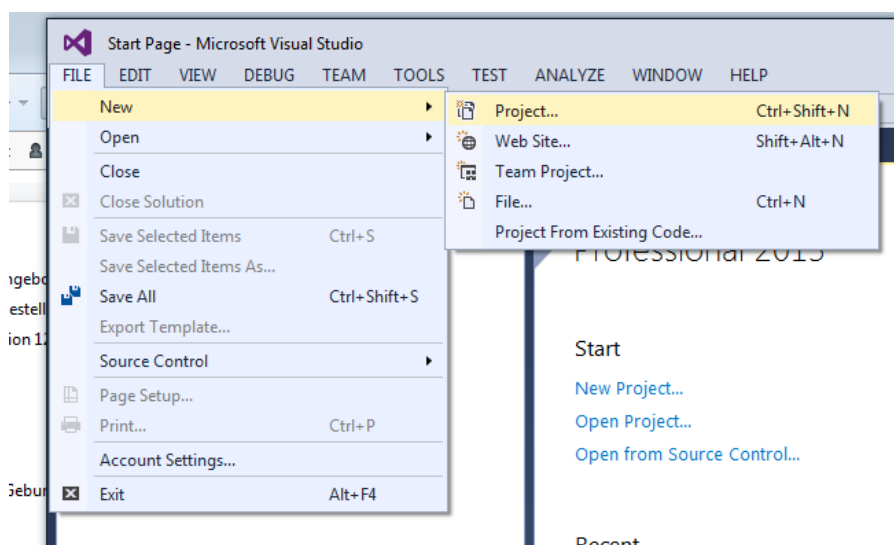 Start Page - Microsoft Visual Studio
FILE EDIT VIEW DEBUG TEAM TOOLS TEST ANALYZE WINDOW HELP
New
Open
Close
Close Solution
Save Selected Items Ctrl+S
Save Selected Items As...
Save All Ctrl+Shift+S
Export Template...
Source Control
Page Setup...
Print... Ctrl+P
Account Settings...
Exit Alt+F4
Project... Ctrl+Shift+N
Web Site... Shift+Alt+N
Team Project...
File... Ctrl+N
Project From Existing Code...
Professional 2015
Start
New Project...
Open Project...
Open from Source Control...
Recent